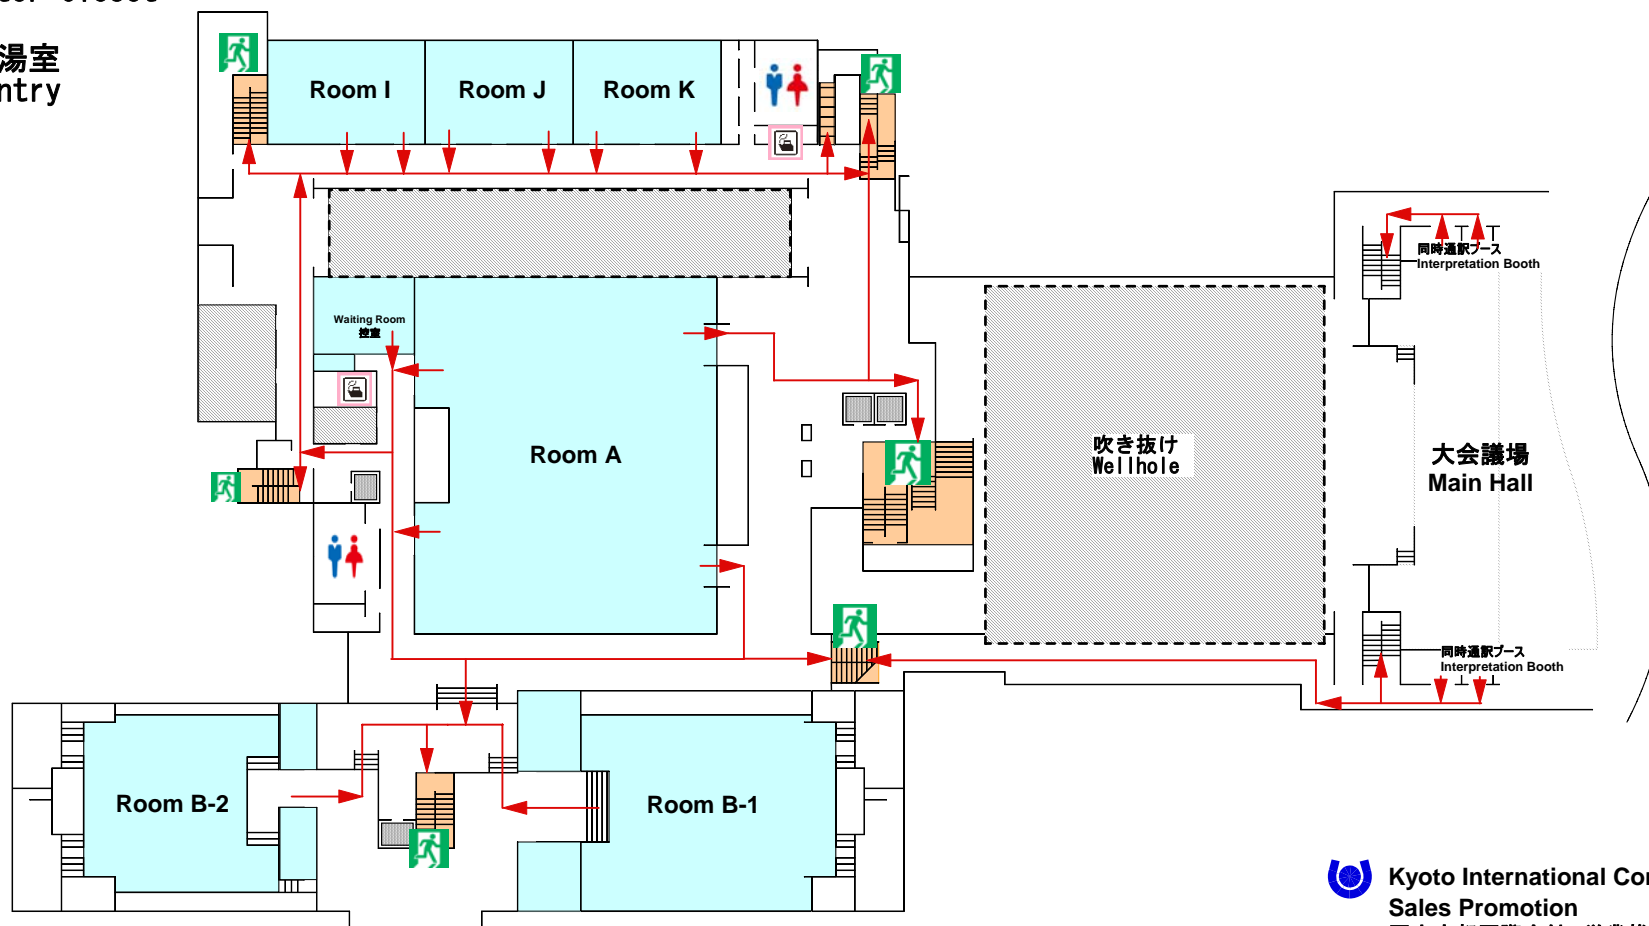 湯室
ntry
Room I
Room J
Room K
同時通訳ブース
Interpretation Booth
Waiting Room
控室
Room A
吹き抜け
Wellhole
大会議場
Main Hall
同時通訳ブース
Interpretation Booth
Room B-2
Room B-1
Kyoto International Co
Sales Promotion